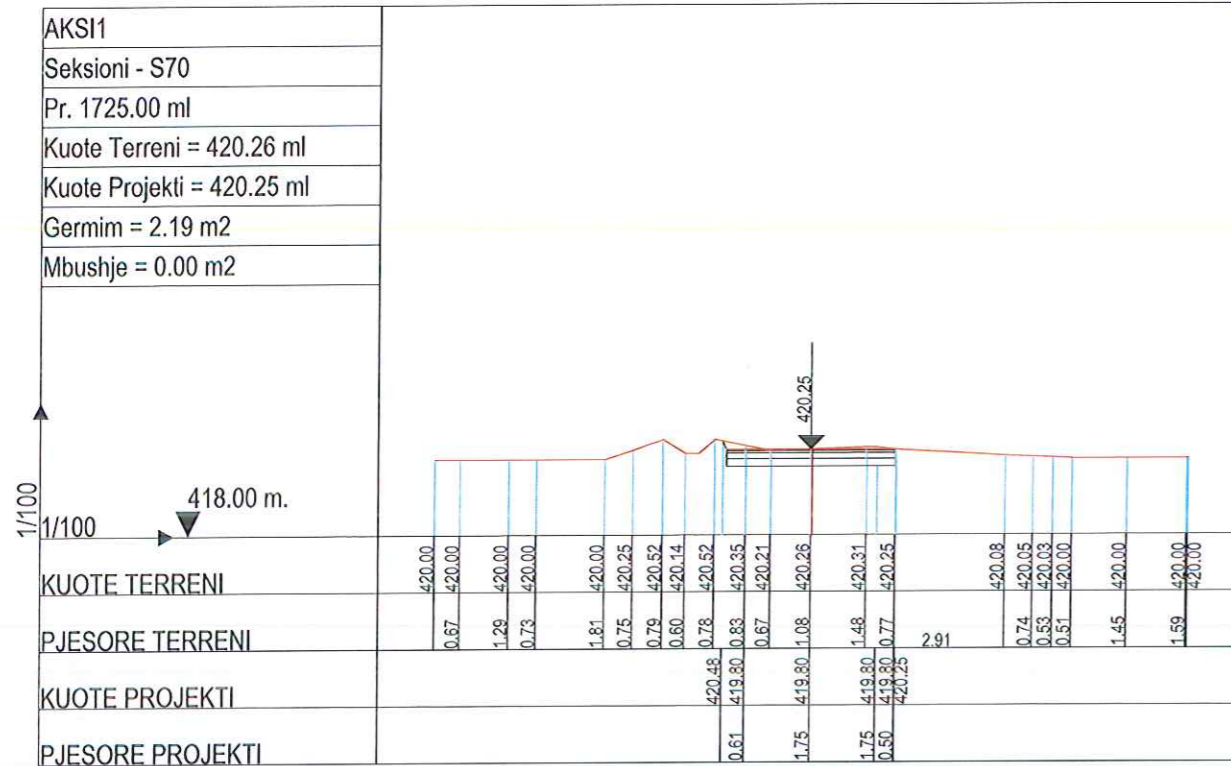 AKSI1
Seksioni - S70
Pr. 1725.00 ml
Kuote Terreni = 420.26 ml
Kuote Projekti = 420.25 ml
Germim = 2.19 m2
Mbushje = 0.00 m2
420.25
1/100
418.00 m.
1/100
KUOTE TERRENI 420.00 420.00 420.00 420.00 420.00 420.25 420.52 420.14 420.52 420.35 420.21 420.26 420.31 420.25 420.08 420.05 420.03 420.00 420.00 420.00 420.00
PJESORE TERRENI 0.67 1.29 0.73 1.81 0.75 0.79 0.60 0.78 0.83 0.67 1.08 1.48 0.77 2.91 0.74 0.53 0.51 1.45 1.59
KUOTE PROJEKTI 420.48 419.80 419.80 419.80 419.80 420.25
PJESORE PROJEKTI 0.61 1.75 1.75 0.50